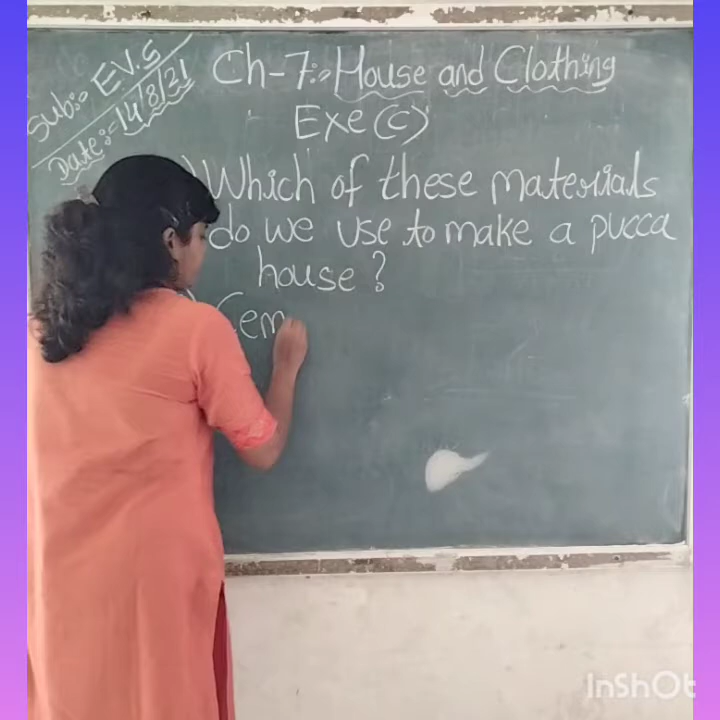 Sub:- E.V.S
Date:- 14/8/21
Ch-7:- House and Clothing
Exe (c)
Which of these materials
do we use to make a pucca
house ?
Cem
InShOt